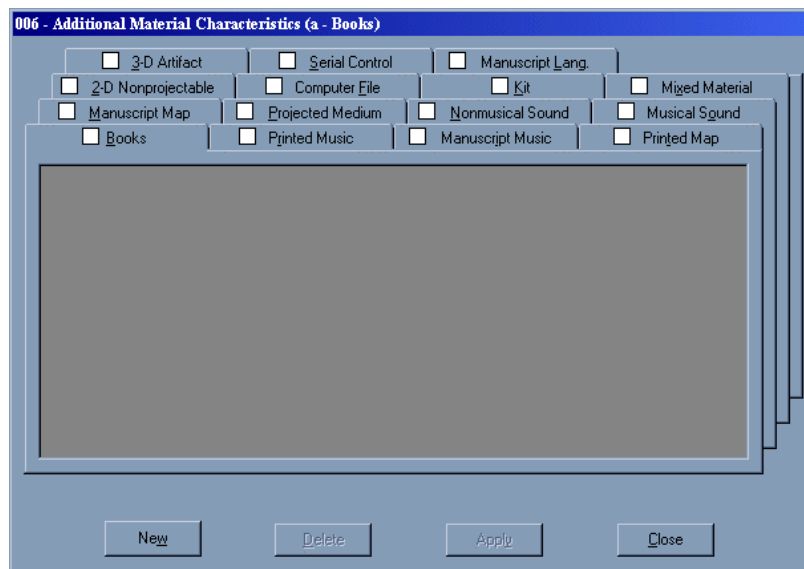 006 - Additional Material Characteristics (a - Books)
3-D Artifact Serial Control Manuscript Lang.
2-D Nonprojectable Computer File Kit Mixed Material
Manuscript Map Projected Medium Nonmusical Sound Musical Sound
Books Printed Music Manuscript Music Printed Map
New Delete Apply Close